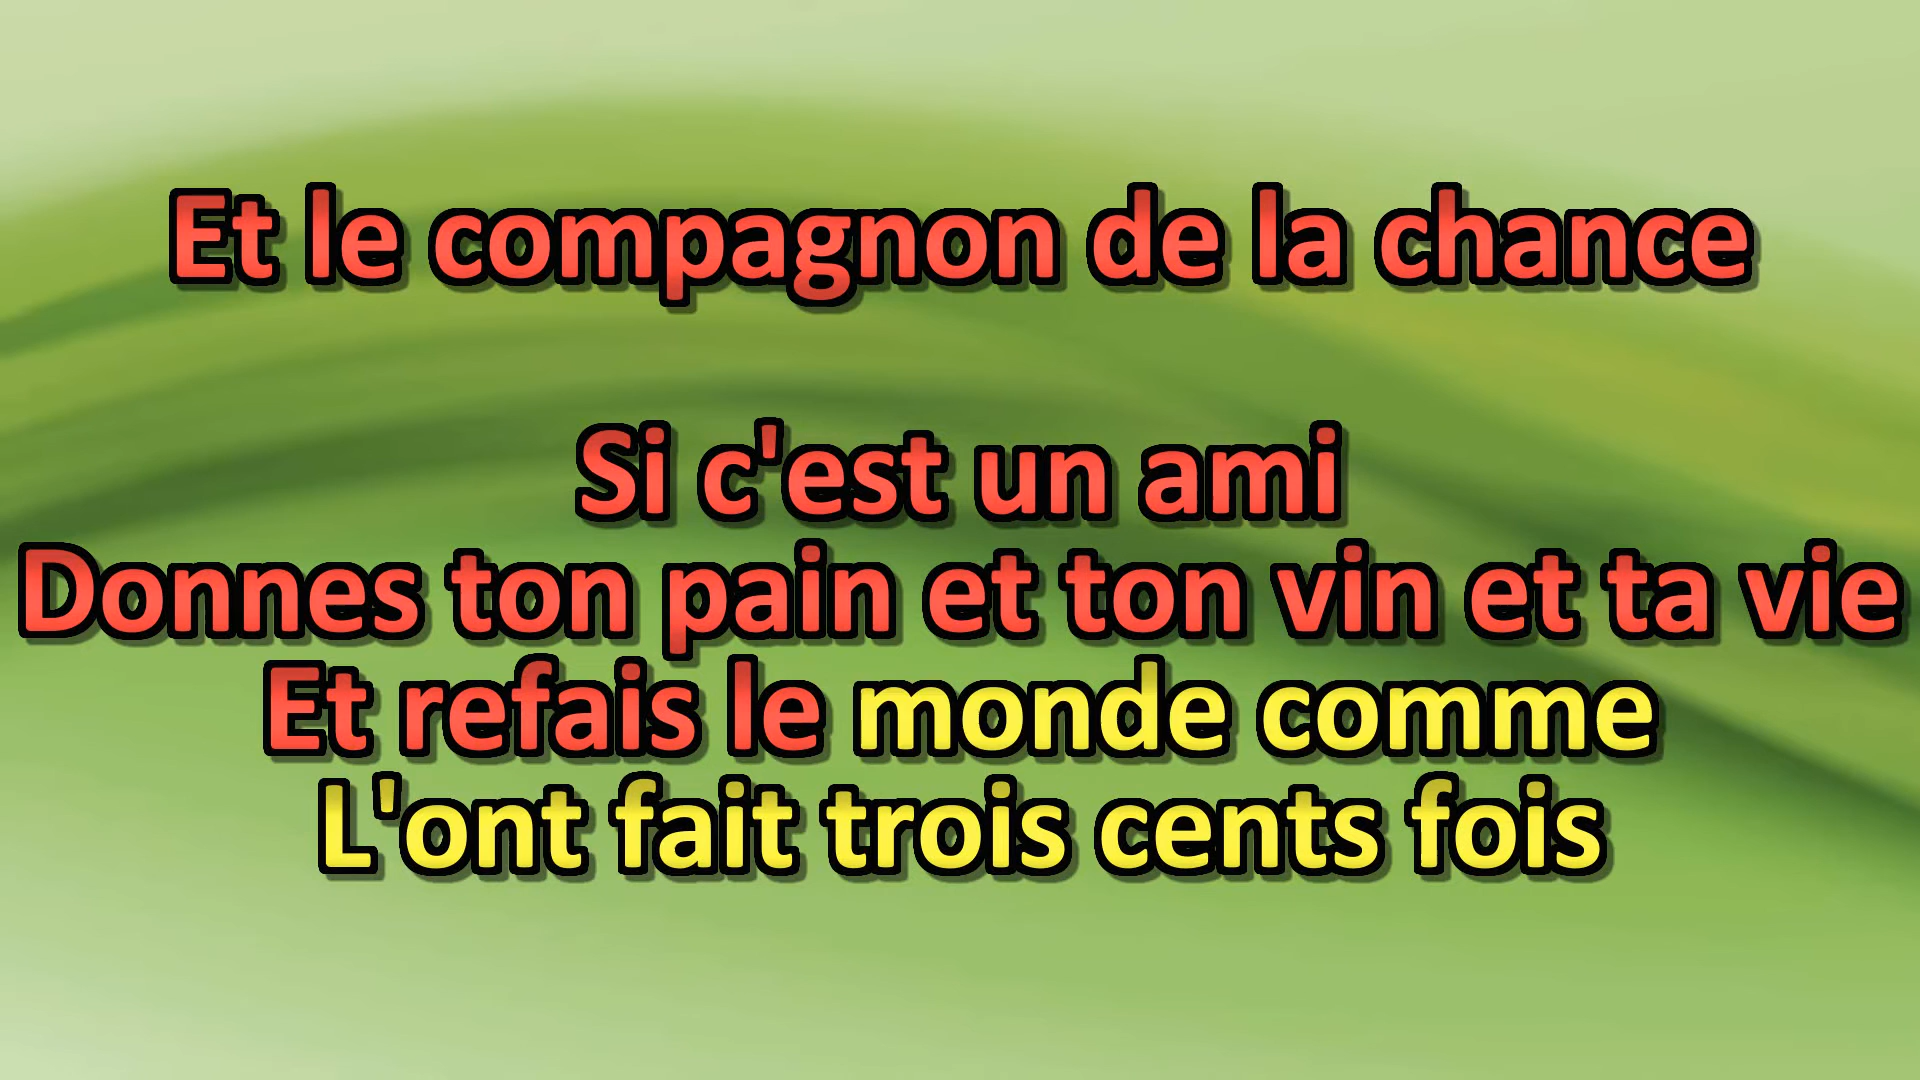 Et le compagnon de la chance
Si c'est un ami
Donnes ton pain et ton vin et ta vie
Et refais le monde comme
L'ont fait trois cents fois